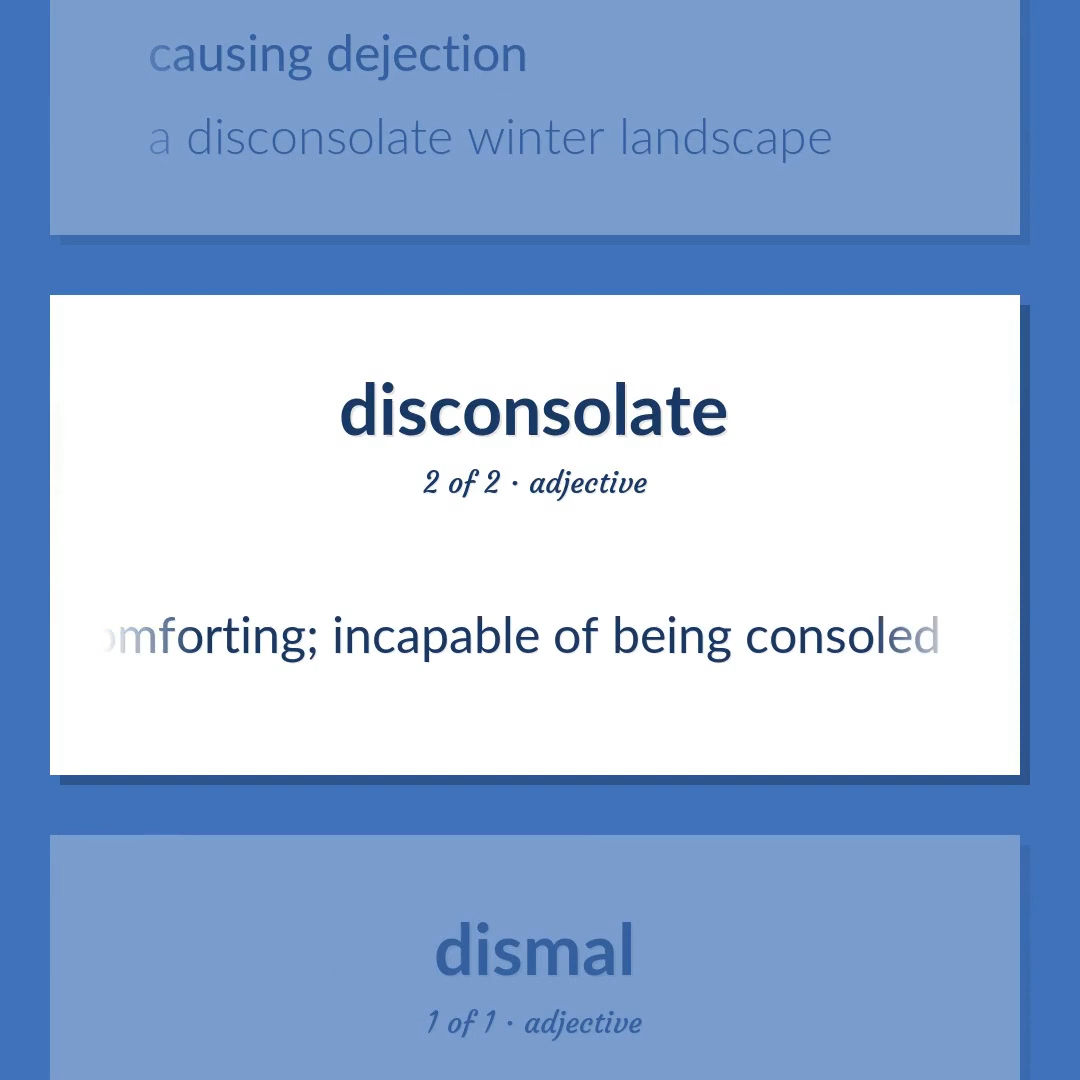 causing dejection
a disconsolate winter landscape
disconsolate
2 of 2 · adjective
omforting; incapable of being consoled
dismal
1 of 1 · adjective